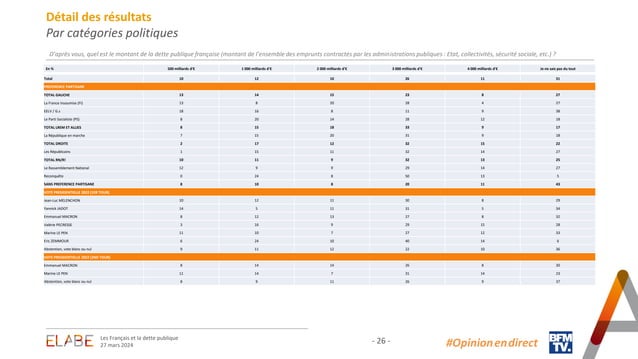 Détail des résultats
Par catégories politiques
D'après vous, quel est le montant de la dette publique française (montant de l'ensemble des emprunts contractés par les administrations publiques : Etat, collectivités, sécurité sociale, etc.) ?
En % 500 milliards d'€ 1 000 milliards d'€ 2 000 milliards d'€ 3 000 milliards d'€ 4 000 milliards d'€ Je ne sais pas du tout
Total 10 12 10 26 11 31
PREFERENCE PARTISANE
TOTAL GAUCHE 13 14 15 23 8 27
La France Insoumise (FI) 13 8 20 28 4 27
EELV / G.s 18 16 8 11 9 38
Le Parti Socialiste (PS) 8 20 14 28 12 18
TOTAL LREM ET ALLIES 8 15 18 33 9 17
La République en marche 7 15 20 31 9 18
TOTAL DROITE 2 17 12 32 15 22
Les Républicains 1 15 11 32 14 27
TOTAL RN/R! 10 11 9 32 13 25
Le Rassemblement National 12 9 9 29 14 27
Reconquête 0 24 8 50 13 5
SANS PREFERENCE PARTISANE 8 10 8 20 11 43
VOTE PRESIDENTIELLE 2022 (1ER TOUR)
Jean-Luc MELENCHON 10 12 11 30 8 29
Yannick JADOT 14 5 11 31 5 34
Emmanuel MACRON 8 12 13 27 8 32
Valérie PECRESSE 3 16 9 29 15 28
Marine LE PEN 11 10 7 27 12 33
Eric ZEMMOUR 6 24 10 40 14 6
Abstention, vote blanc ou nul 9 11 12 22 10 36
VOTE PRESIDENTIELLE 2022 (2ND TOUR)
Emmanuel MACRON 8 14 14 26 8 30
Marine LE PEN 11 14 7 31 14 23
Abstention, vote blanc ou nul 8 9 11 26 9 37
ELABE
Les Français et la dette publique
27 mars 2024
- 26 -
#Opinionendirect
BFM
TV.